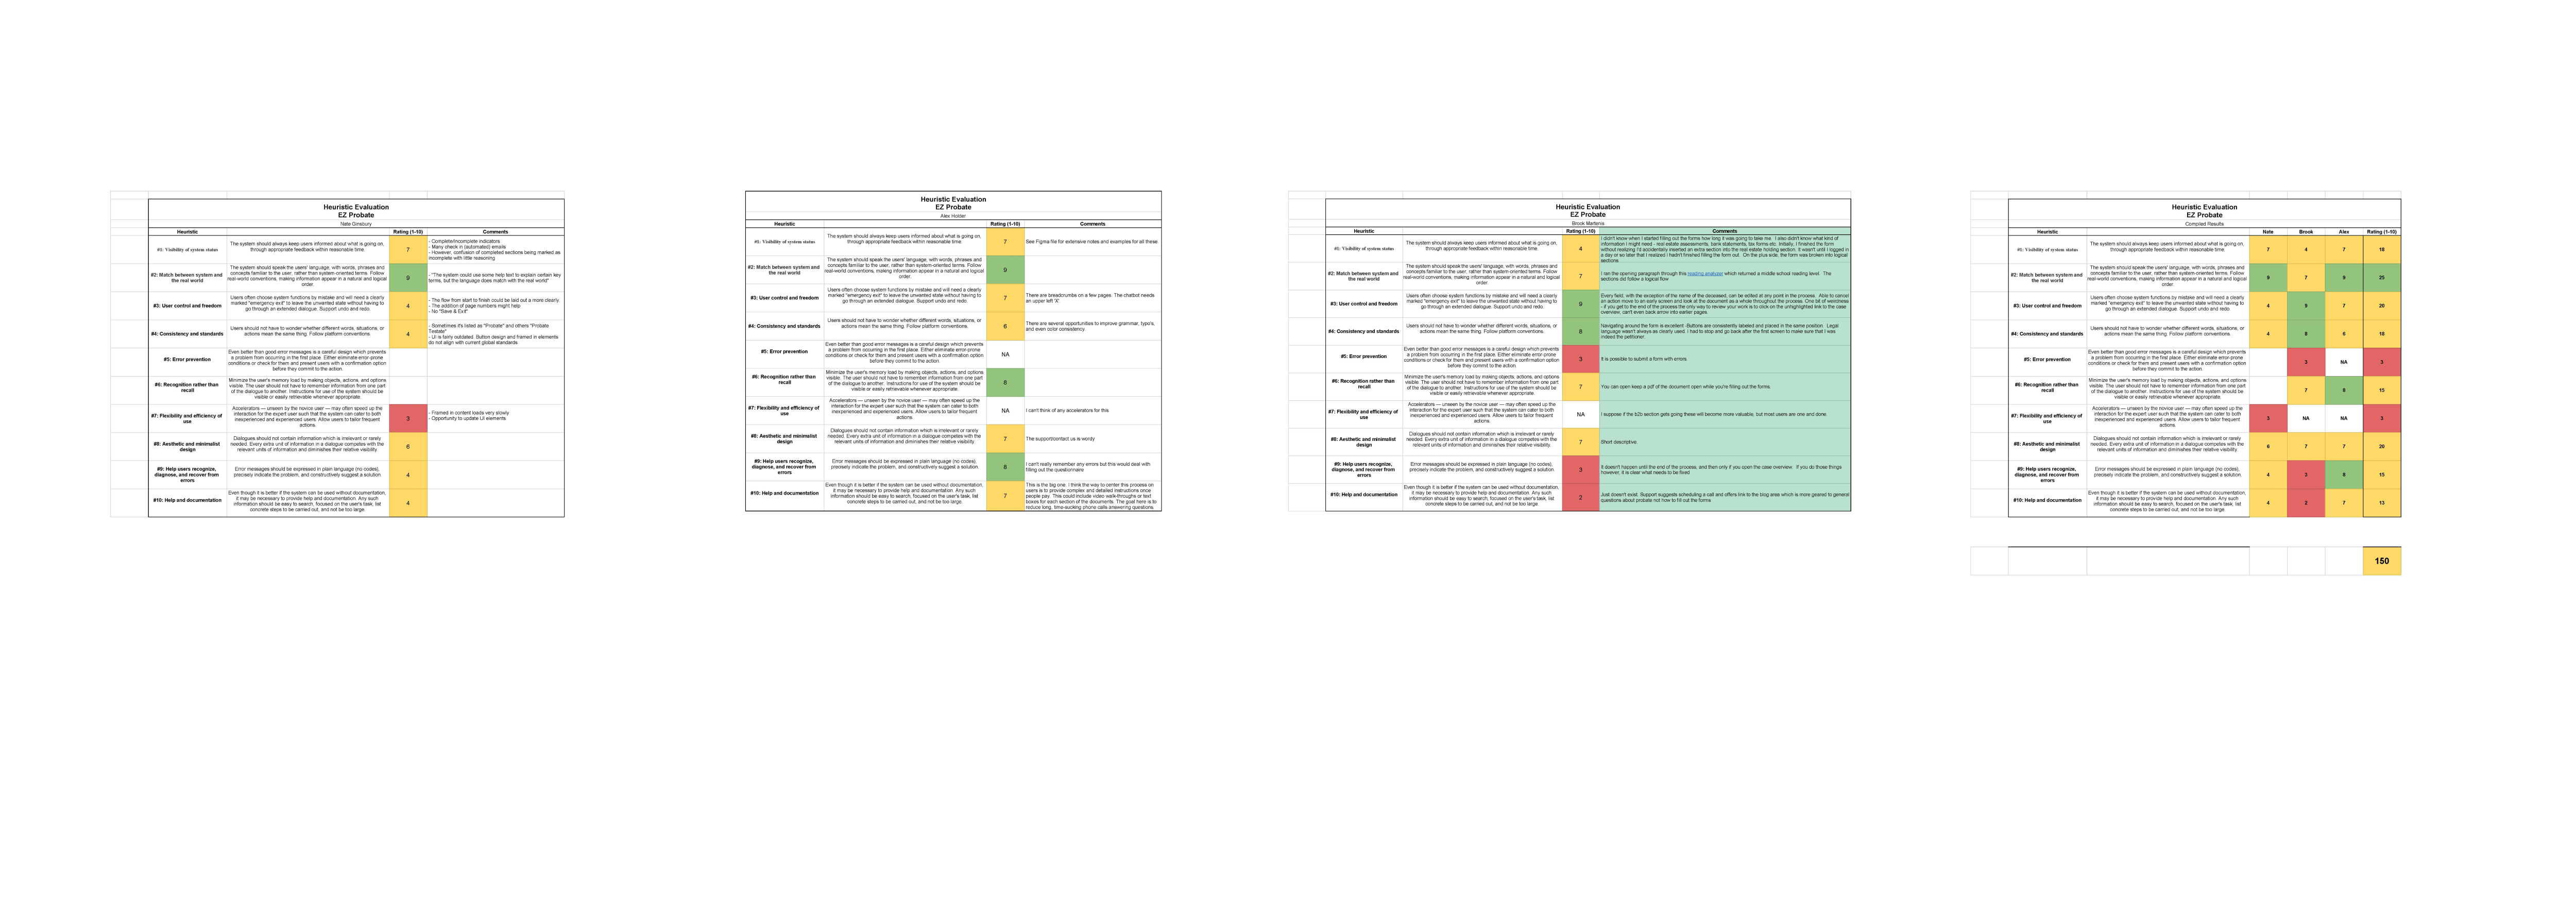 Heuristic Evaluation
EZ Probate
Nate Ginsbury
Heuristic Rating (1-10) Comments
#1: Visibility of system status
The system should always keep users informed about what is going on,
through appropriate feedback within reasonable time.
7
- Complete/Incomplete indicators
- Many check in (automated) emails
- However, confusion of completed sections being marked as
incomplete with little reasoning
#2: Match between system and
the real world
The system should speak the users' language, with words, phrases and
concepts familiar to the user, rather than system-oriented terms. Follow
real-world conventions, making information appear in a natural and logical
order.
9
- "The system could use some help text to explain certain key
terms, but the language does match with the real world"
#3: User control and freedom
Users often choose system functions by mistake and will need a clearly
marked "emergency exit" to leave the unwanted state without having to
go through an extended dialogue. Support undo and redo.
4
- The flow from start to finish could be laid out a more clearly.
- The addition of page numbers might help
- No "Save & Exit"
#4: Consistency and standards
Users should not have to wonder whether different words, situations, or
actions mean the same thing. Follow platform conventions.
4
- Sometimes it's listed as "Probate" and others "Probate
Testate"
- UI is fairly outdated. Button design and framed in elements
do not align with current global standards
#5: Error prevention
Even better than good error messages is a careful design which prevents
a problem from occurring in the first place. Either eliminate error-prone
conditions or check for them and present users with a confirmation option
before they commit to the action.
#6: Recognition rather than
recall
Minimize the user's memory load by making objects, actions, and options
visible. The user should not have to remember information from one part
of the dialogue to another. Instructions for use of the system should be
visible or easily retrievable whenever appropriate.
#7: Flexibility and efficiency of
use
Accelerators — unseen by the novice user — may often speed up the
interaction for the expert user such that the system can cater to both
inexperienced and experienced users. Allow users to tailor frequent
actions.
3
- Framed in content loads very slowly
- Opportunity to update UI elements
#8: Aesthetic and minimalist
design
Dialogues should not contain information which is irrelevant or rarely
needed. Every extra unit of information in a dialogue competes with the
relevant units of information and diminishes their relative visibility.
6
#9: Help users recognize,
diagnose, and recover from
errors
Error messages should be expressed in plain language (no codes),
precisely indicate the problem, and constructively suggest a solution.
4
#10: Help and documentation
Even though it is better if the system can be used without documentation,
it may be necessary to provide help and documentation. Any such
information should be easy to search, focused on the user's task, list
concrete steps to be carried out, and not be too large.
4
Heuristic Evaluation
EZ Probate
Alex Holder
Heuristic Rating (1-10) Comments
#1: Visibility of system status
The system should always keep users informed about what is going on,
through appropriate feedback within reasonable time.
7
See Figma file for extensive notes and examples for all these.
#2: Match between system and
the real world
The system should speak the users' language, with words, phrases and
concepts familiar to the user, rather than system-oriented terms. Follow
real-world conventions, making information appear in a natural and logical
order.
9
#3: User control and freedom
Users often choose system functions by mistake and will need a clearly
marked "emergency exit" to leave the unwanted state without having to
go through an extended dialogue. Support undo and redo.
7
There are breadcrumbs on a few pages. The chatbot needs
an upper left 'X'.
#4: Consistency and standards
Users should not have to wonder whether different words, situations, or
actions mean the same thing. Follow platform conventions.
6
There are several opportunities to improve grammar, typo's,
and even color consistency.
#5: Error prevention
Even better than good error messages is a careful design which prevents
a problem from occurring in the first place. Either eliminate error-prone
conditions or check for them and present users with a confirmation option
before they commit to the action.
NA
#6: Recognition rather than
recall
Minimize the user's memory load by making objects, actions, and options
visible. The user should not have to remember information from one part
of the dialogue to another. Instructions for use of the system should be
visible or easily retrievable whenever appropriate.
8
#7: Flexibility and efficiency of
use
Accelerators — unseen by the novice user — may often speed up the
interaction for the expert user such that the system can cater to both
inexperienced and experienced users. Allow users to tailor frequent
actions.
NA
I can't think of any accelerators for this
#8: Aesthetic and minimalist
design
Dialogues should not contain information which is irrelevant or rarely
needed. Every extra unit of information in a dialogue competes with the
relevant units of information and diminishes their relative visibility.
7
The support/contact us is wordy
#9: Help users recognize,
diagnose, and recover from
errors
Error messages should be expressed in plain language (no codes),
precisely indicate the problem, and constructively suggest a solution.
8
I can't really remember any errors but this would deal with
filling out the questionnaire
#10: Help and documentation
Even though it is better if the system can be used without documentation,
it may be necessary to provide help and documentation. Any such
information should be easy to search, focused on the user's task, list
concrete steps to be carried out, and not be too large.
7
This is the big one. I think the way to center this process on
users is to provide complex and detailed instructions once
people pay. This could include video walk-throughs or text
boxes for each section of the documents. The goal here is to
reduce long, time-sucking phone calls answering questions.
Heuristic Evaluation
EZ Probate
Brook Martens
Heuristic Rating (1-10) Comments
#1: Visibility of system status
The system should always keep users informed about what is going on,
through appropriate feedback within reasonable time.
4
I didn't know when I started filling out the forms how long it was going to take me. I also didn't know what kind of
information I might need - real estate assessments, bank statements, tax forms etc. Initially, I finished the form
without realizing I'd accidentally inserted an extra section into the real estate holding section. It wasn't until I logged in
a day or so later that I realized I hadn't finished filling the form out. On the plus side, the form was broken into logical
sections.
#2: Match between system and
the real world
The system should speak the users' language, with words, phrases and
concepts familiar to the user, rather than system-oriented terms. Follow
real-world conventions, making information appear in a natural and logical
order.
7
I ran the opening paragraph through this reading analyzer which returned a middle school reading level. The
sections did follow a logical flow
#3: User control and freedom
Users often choose system functions by mistake and will need a clearly
marked "emergency exit" to leave the unwanted state without having to
go through an extended dialogue. Support undo and redo.
9
Every field, with the exception of the name of the deceased, can be edited at any point in the process. Able to cancel
an action move to an early screen and look at the document as a whole throughout the process. One bit of weirdness
- if you get to the end of the process the only way to review your work is to click on the unhighlighted link to the case
overview, can't even back arrow into earlier pages.
#4: Consistency and standards
Users should not have to wonder whether different words, situations, or
actions mean the same thing. Follow platform conventions.
8
Navigating around the form is excellent -Buttons are consistently labeled and placed in the same position. Legal
language wasn't always as clearly used. I had to stop and go back after the first screen to make sure that I was
indeed the petitioner.
#5: Error prevention
Even better than good error messages is a careful design which prevents
a problem from occurring in the first place. Either eliminate error-prone
conditions or check for them and present users with a confirmation option
before they commit to the action.
3
It is possible to submit a form with errors.
#6: Recognition rather than
recall
Minimize the user's memory load by making objects, actions, and options
visible. The user should not have to remember information from one part
of the dialogue to another. Instructions for use of the system should be
visible or easily retrievable whenever appropriate.
7
You can open keep a pdf of the document open while you're filling out the forms.
#7: Flexibility and efficiency of
use
Accelerators — unseen by the novice user — may often speed up the
interaction for the expert user such that the system can cater to both
inexperienced and experienced users. Allow users to tailor frequent
actions.
NA
I suppose if the b2b section gets going these will become more valuable, but most users are one and done.
#8: Aesthetic and minimalist
design
Dialogues should not contain information which is irrelevant or rarely
needed. Every extra unit of information in a dialogue competes with the
relevant units of information and diminishes their relative visibility.
7
Short descriptive.
#9: Help users recognize,
diagnose, and recover from
errors
Error messages should be expressed in plain language (no codes),
precisely indicate the problem, and constructively suggest a solution.
3
It doesn't happen until the end of the process, and then only if you open the case overview. If you do those things
however, it is clear what needs to be fixed
#10: Help and documentation
Even though it is better if the system can be used without documentation,
it may be necessary to provide help and documentation. Any such
information should be easy to search, focused on the user's task, list
concrete steps to be carried out, and not be too large.
2
Just doesn't exist. Support suggests scheduling a call and offers link to the blog area which is more geared to general
questions about probate not how to fill out the forms
Heuristic Evaluation
EZ Probate
Compiled Results
Heuristic Nate Brook Alex Rating (1-10)
#1: Visibility of system status
The system should always keep users informed about what is going on,
through appropriate feedback within reasonable time.
7 4 7 18
#2: Match between system and
the real world
The system should speak the users' language, with words, phrases and
concepts familiar to the user, rather than system-oriented terms. Follow
real-world conventions, making information appear in a natural and logical
order.
9 7 9 25
#3: User control and freedom
Users often choose system functions by mistake and will need a clearly
marked "emergency exit" to leave the unwanted state without having to
go through an extended dialogue. Support undo and redo.
4 9 7 20
#4: Consistency and standards
Users should not have to wonder whether different words, situations, or
actions mean the same thing. Follow platform conventions.
4 8 6 18
#5: Error prevention
Even better than good error messages is a careful design which prevents
a problem from occurring in the first place. Either eliminate error-prone
conditions or check for them and present users with a confirmation option
before they commit to the action.
3 NA 3
#6: Recognition rather than
recall
Minimize the user's memory load by making objects, actions, and options
visible. The user should not have to remember information from one part
of the dialogue to another. Instructions for use of the system should be
visible or easily retrievable whenever appropriate.
7 8 15
#7: Flexibility and efficiency of
use
Accelerators — unseen by the novice user — may often speed up the
interaction for the expert user such that the system can cater to both
inexperienced and experienced users. Allow users to tailor frequent
actions.
3 NA NA 3
#8: Aesthetic and minimalist
design
Dialogues should not contain information which is irrelevant or rarely
needed. Every extra unit of information in a dialogue competes with the
relevant units of information and diminishes their relative visibility.
6 7 7 20
#9: Help users recognize,
diagnose, and recover from
errors
Error messages should be expressed in plain language (no codes),
precisely indicate the problem, and constructively suggest a solution.
4 3 8 15
#10: Help and documentation
Even though it is better if the system can be used without documentation,
it may be necessary to provide help and documentation. Any such
information should be easy to search, focused on the user's task, list
concrete steps to be carried out, and not be too large.
4 2 7 13
150